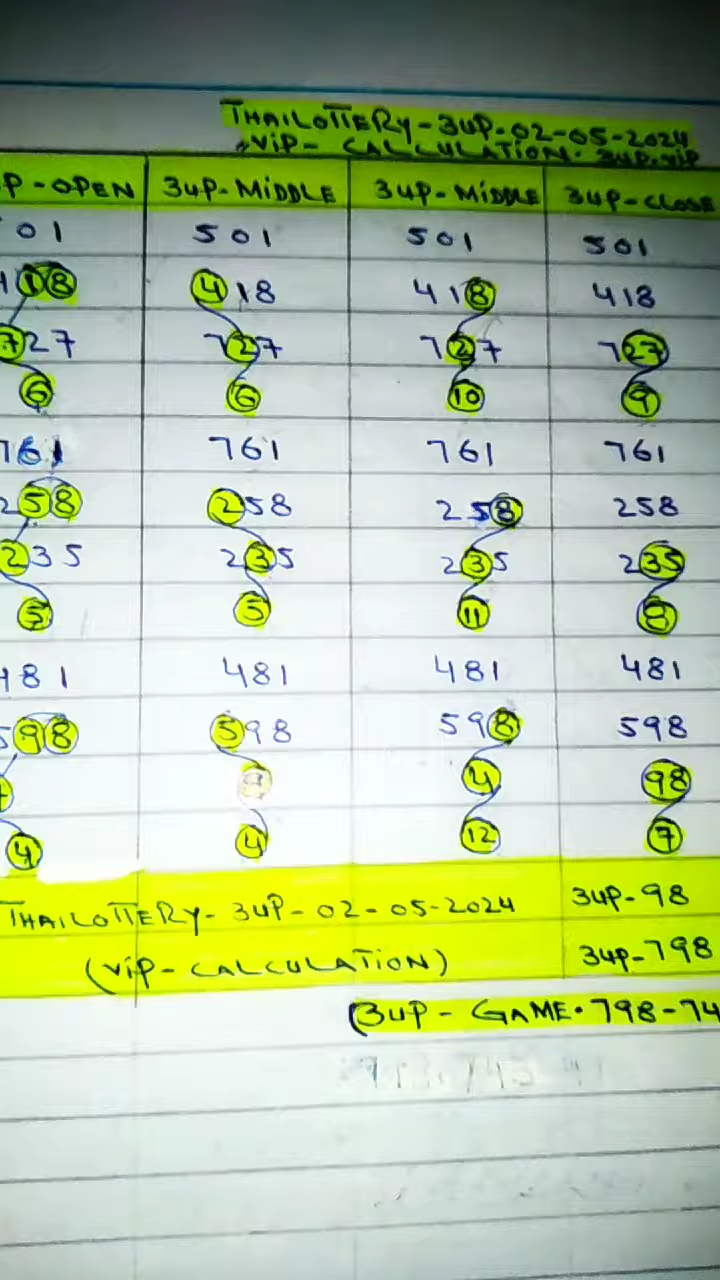 THAILOTTERY-3UP-02-05-2024
VIP- CALCULATION. 3UP.VIP
P-OPEN 3UP-MIDDLE 3UP-MIDDLE 3UP-CLOSE
01 501 501 501
418 418 418 418
727 727 727 727
6 6 10 9
761 761 761 761
258 258 258 258
235 235 235 235
5 5 11 8
481 481 481 481
598 598 598 598
4 98
4 4 12 7
THAILOTTERY-3UP-02-05-2024 3UP-98
(VIP-CALCULATION) 3UP-798
(3UP- GAME.798-74